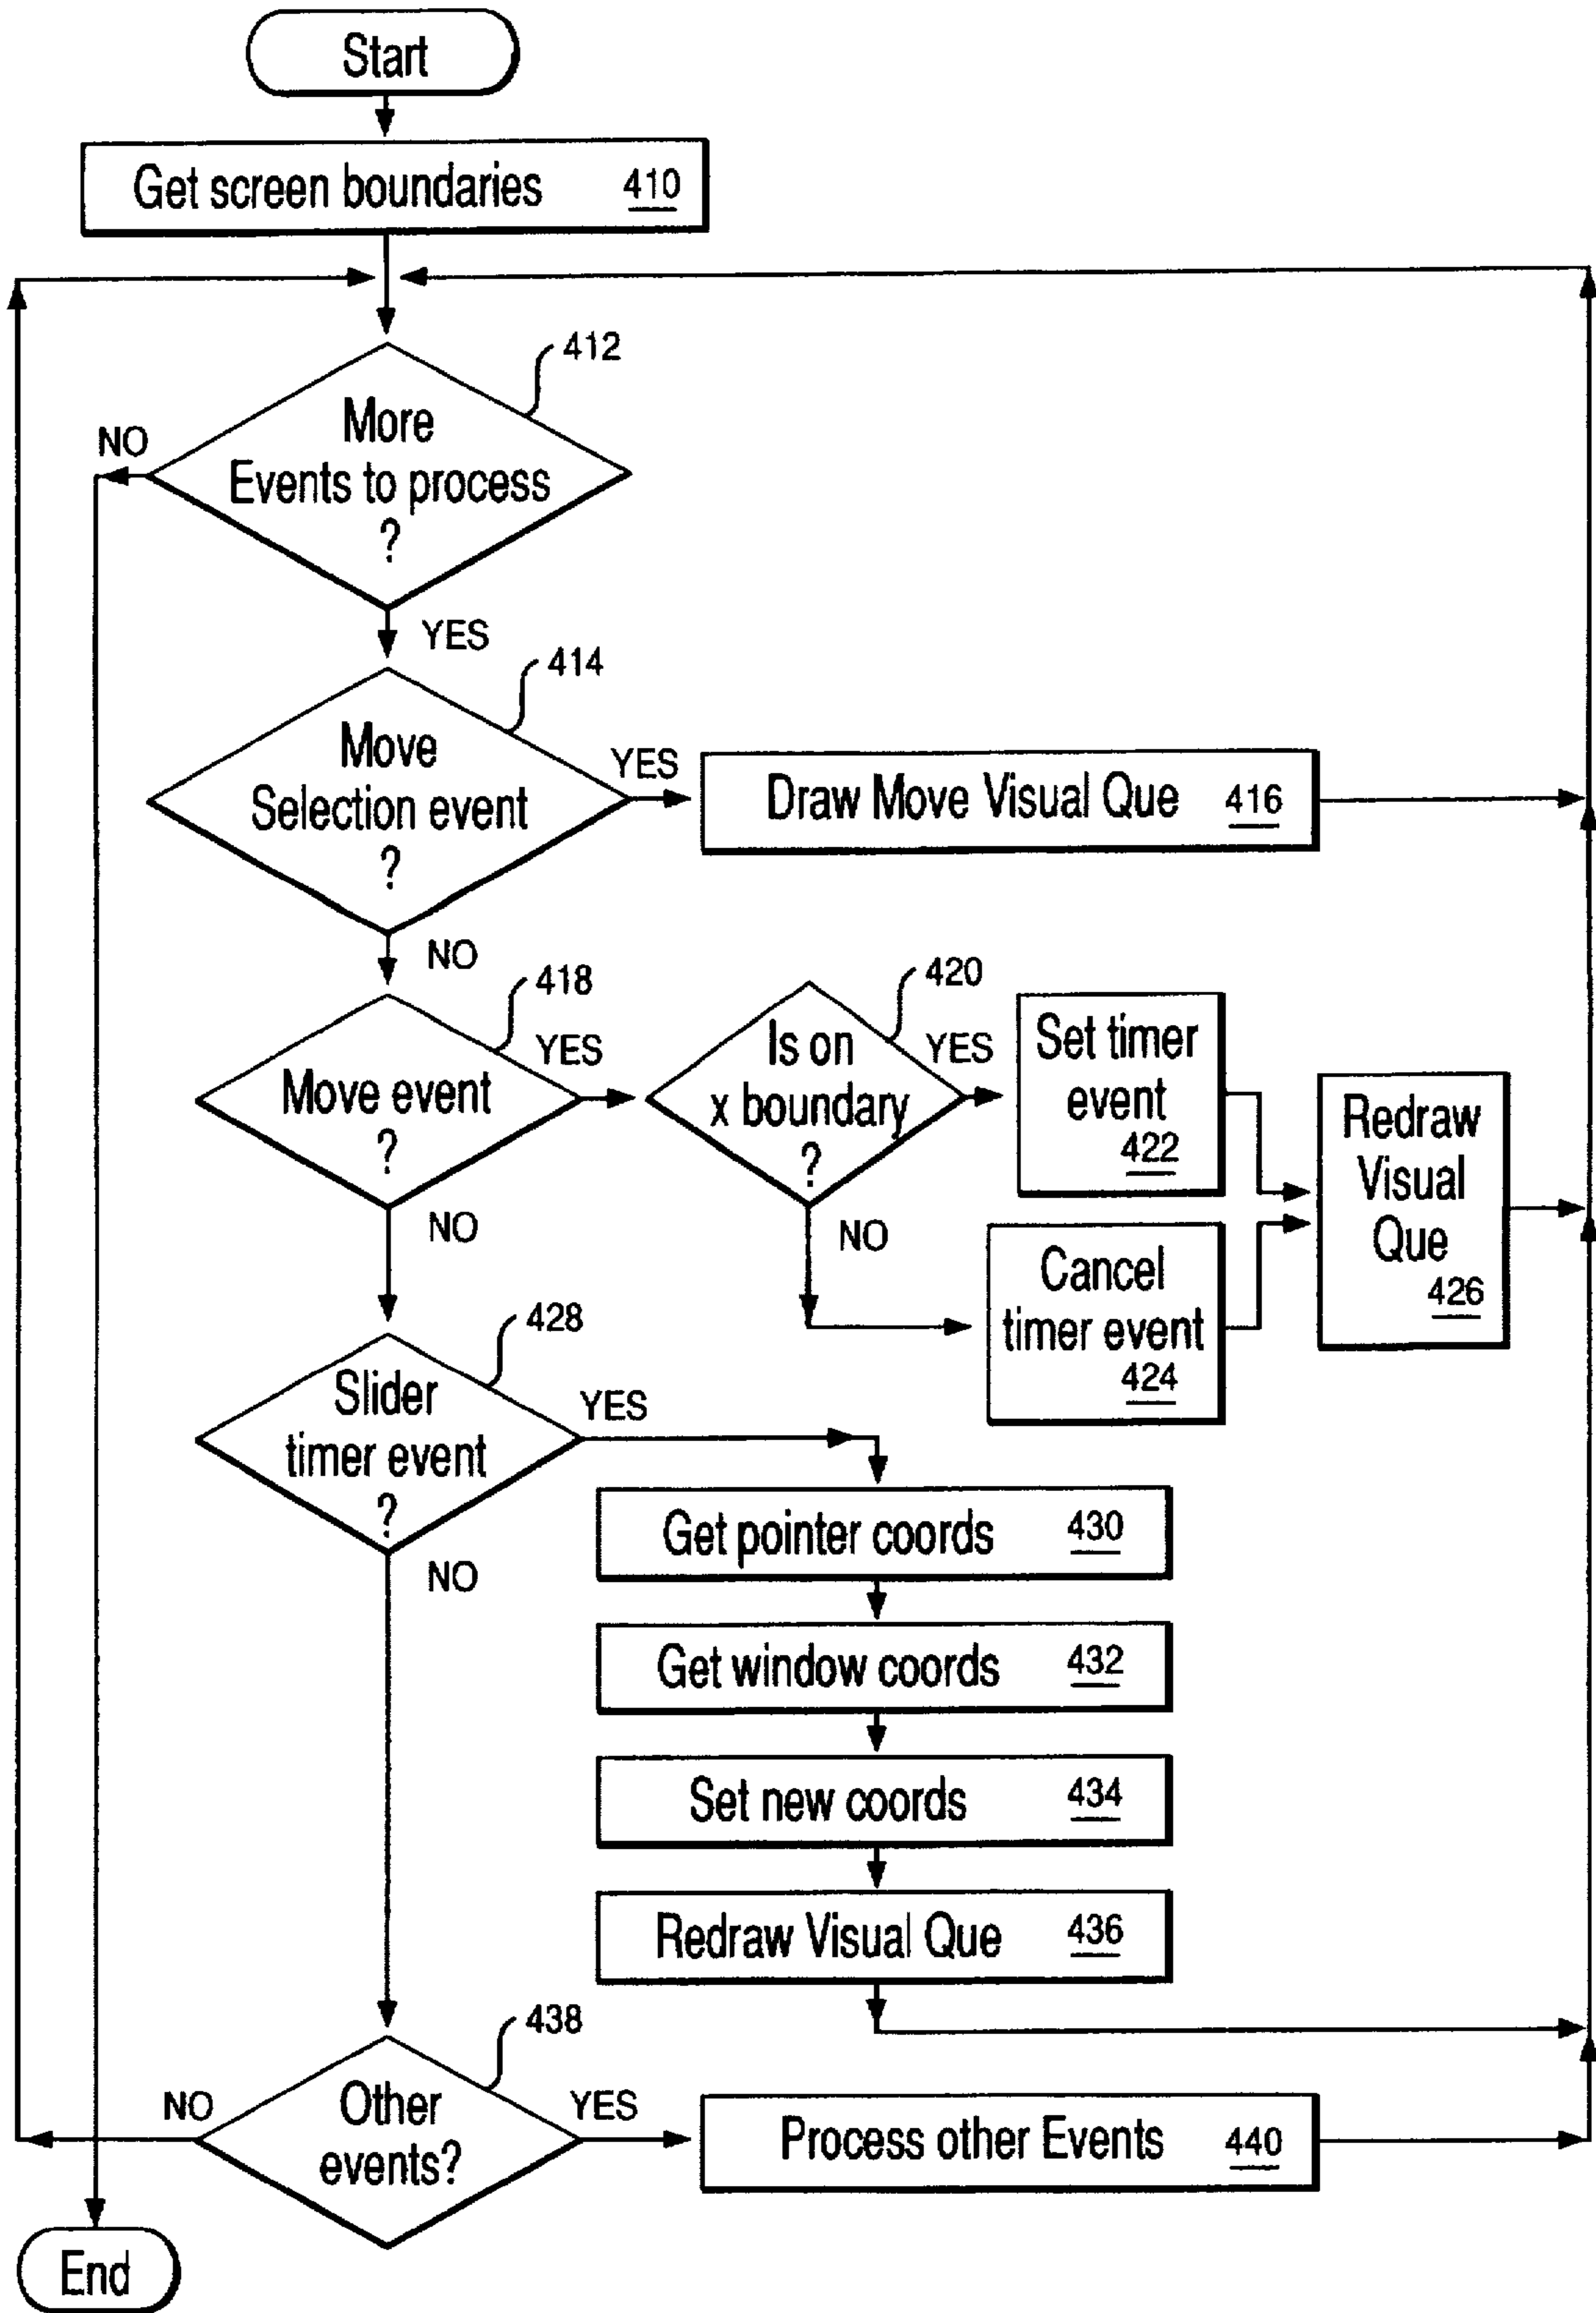 Start
Get screen boundaries 410
412
More
Events to process
?
NO
YES
414
Move
Selection event
?
YES
Draw Move Visual Que 416
NO
418
Move event
?
YES
420
Is on
x boundary
?
YES
Set timer
event
422
NO
Cancel
timer event
424
Redraw
Visual
Que
426
NO
428
Slider
timer event
?
YES
Get pointer coords 430
Get window coords 432
Set new coords 434
Redraw Visual Que 436
NO
438
Other
events?
NO
YES
Process other Events 440
End